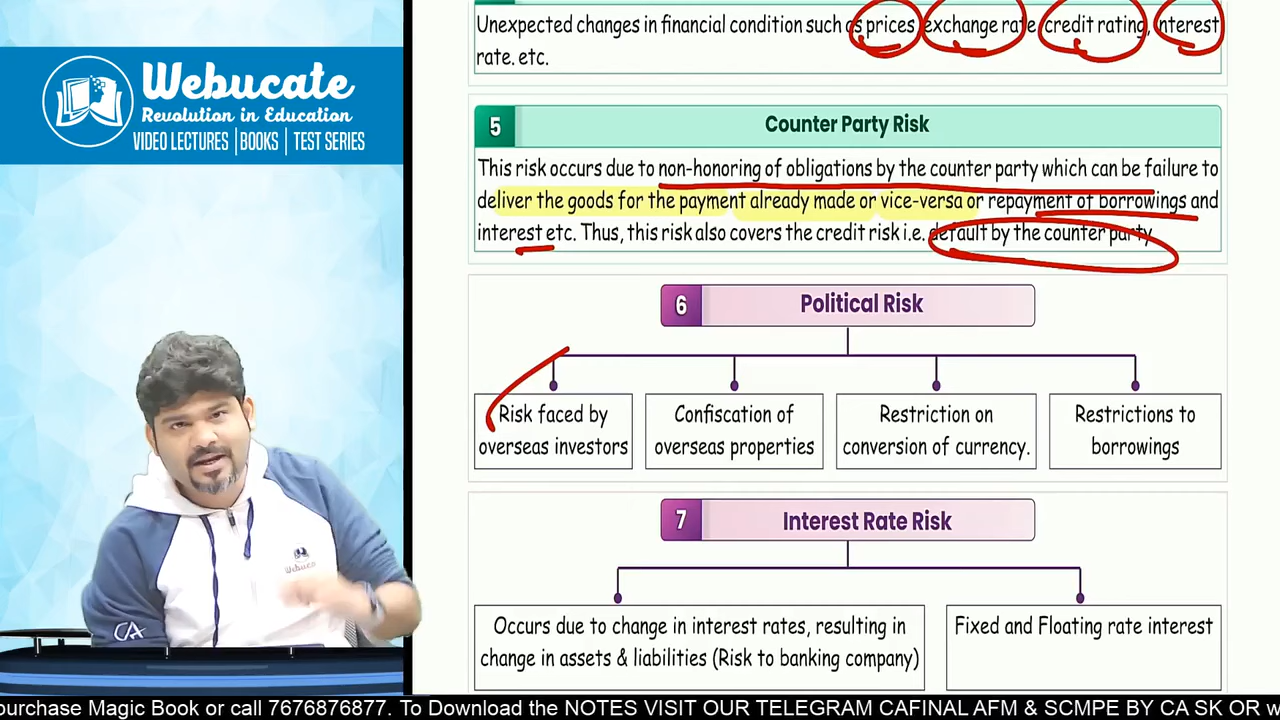 Webucate
Revolution in Education
VIDEO LECTURES | BOOKS | TEST SERIES
Unexpected changes in financial condition such as prices exchange rate credit rating, interest
rate. etc.
5 Counter Party Risk
This risk occurs due to non-honoring of obligations by the counter party which can be failure to
deliver the goods for the payment already made or vice-versa or repayment of borrowings and
interest etc. Thus, this risk also covers the credit risk i.e. default by the counter party
6 Political Risk
Risk faced by
overseas investors
Confiscation of
overseas properties
Restriction on
conversion of currency.
Restrictions to
borrowings
7 Interest Rate Risk
Occurs due to change in interest rates, resulting in
change in assets & liabilities (Risk to banking company)
Fixed and Floating rate interest
CA
ourchase Magic Book or call 7676876877. To Download the NOTES VISIT OUR TELEGRAM CAFINAL AFM & SCMPE BY CA SK OR w